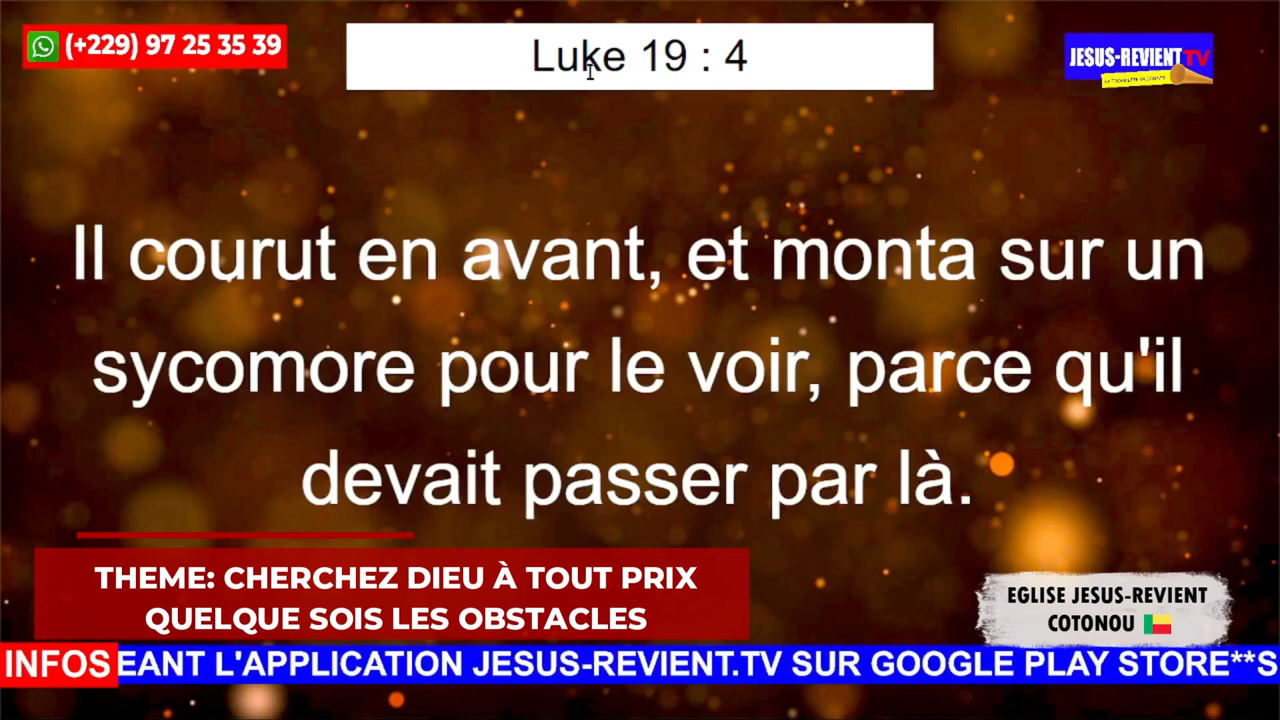 (+229) 97 25 35 39
Luke 19 : 4
JESUS-REVIENT TV
Il courut en avant, et monta sur un
sycomore pour le voir, parce qu'il
devait passer par là.
THEME: CHERCHEZ DIEU À TOUT PRIX
QUELQUE SOIS LES OBSTACLES
EGLISE JESUS-REVIENT
COTONOU
INFOS EANT L'APPLICATION JESUS-REVIENT.TV SUR GOOGLE PLAY STORE**S